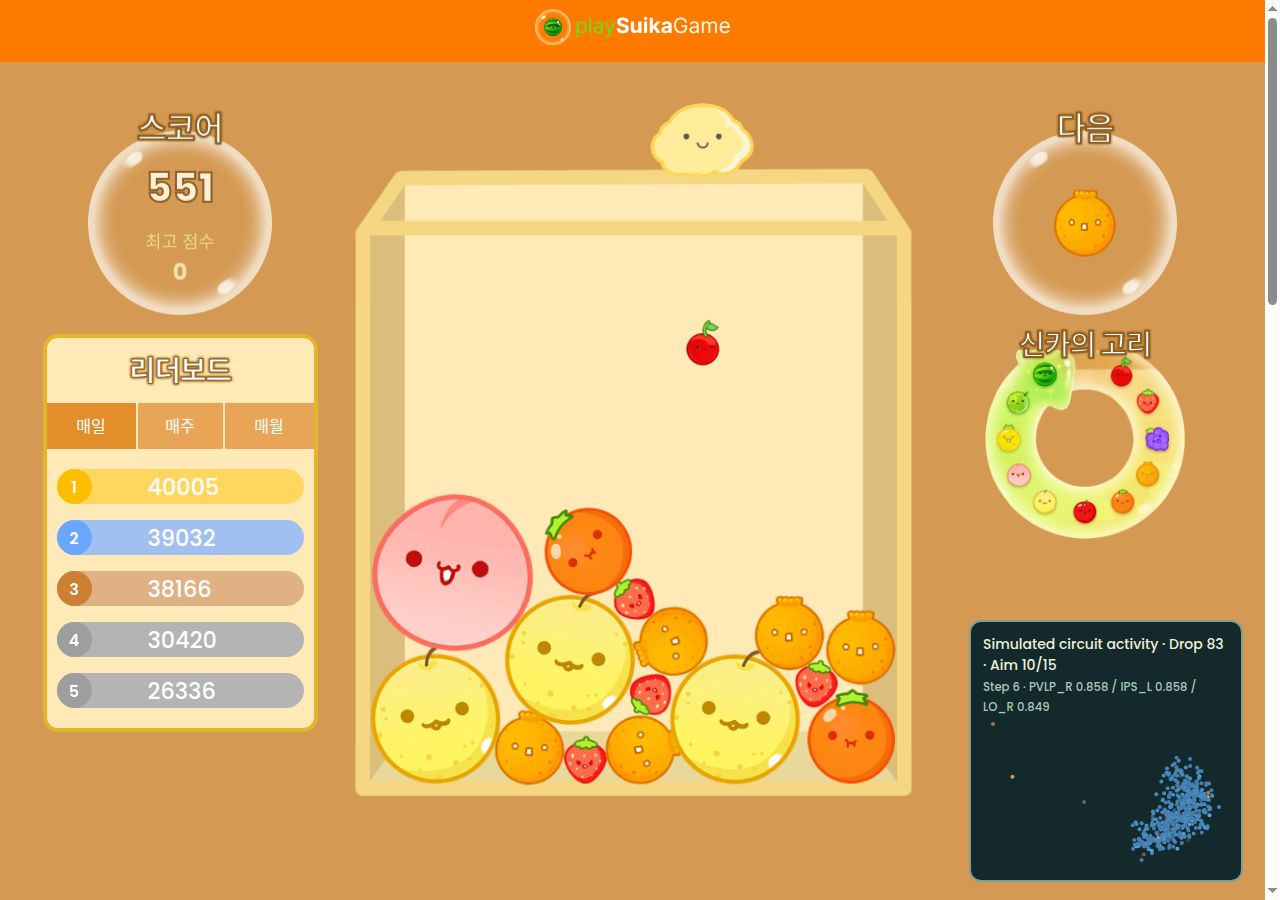 playSuikaGame
스코어
551
최고 점수
0
리더보드
매일 매주 매월
1 40005
2 39032
3 38166
4 30420
5 26336
다음
신카의 고리
Simulated circuit activity · Drop 83
· Aim 10/15
Step 6 · PVLP_R 0.858 / IPS_L 0.858 /
LO_R 0.849